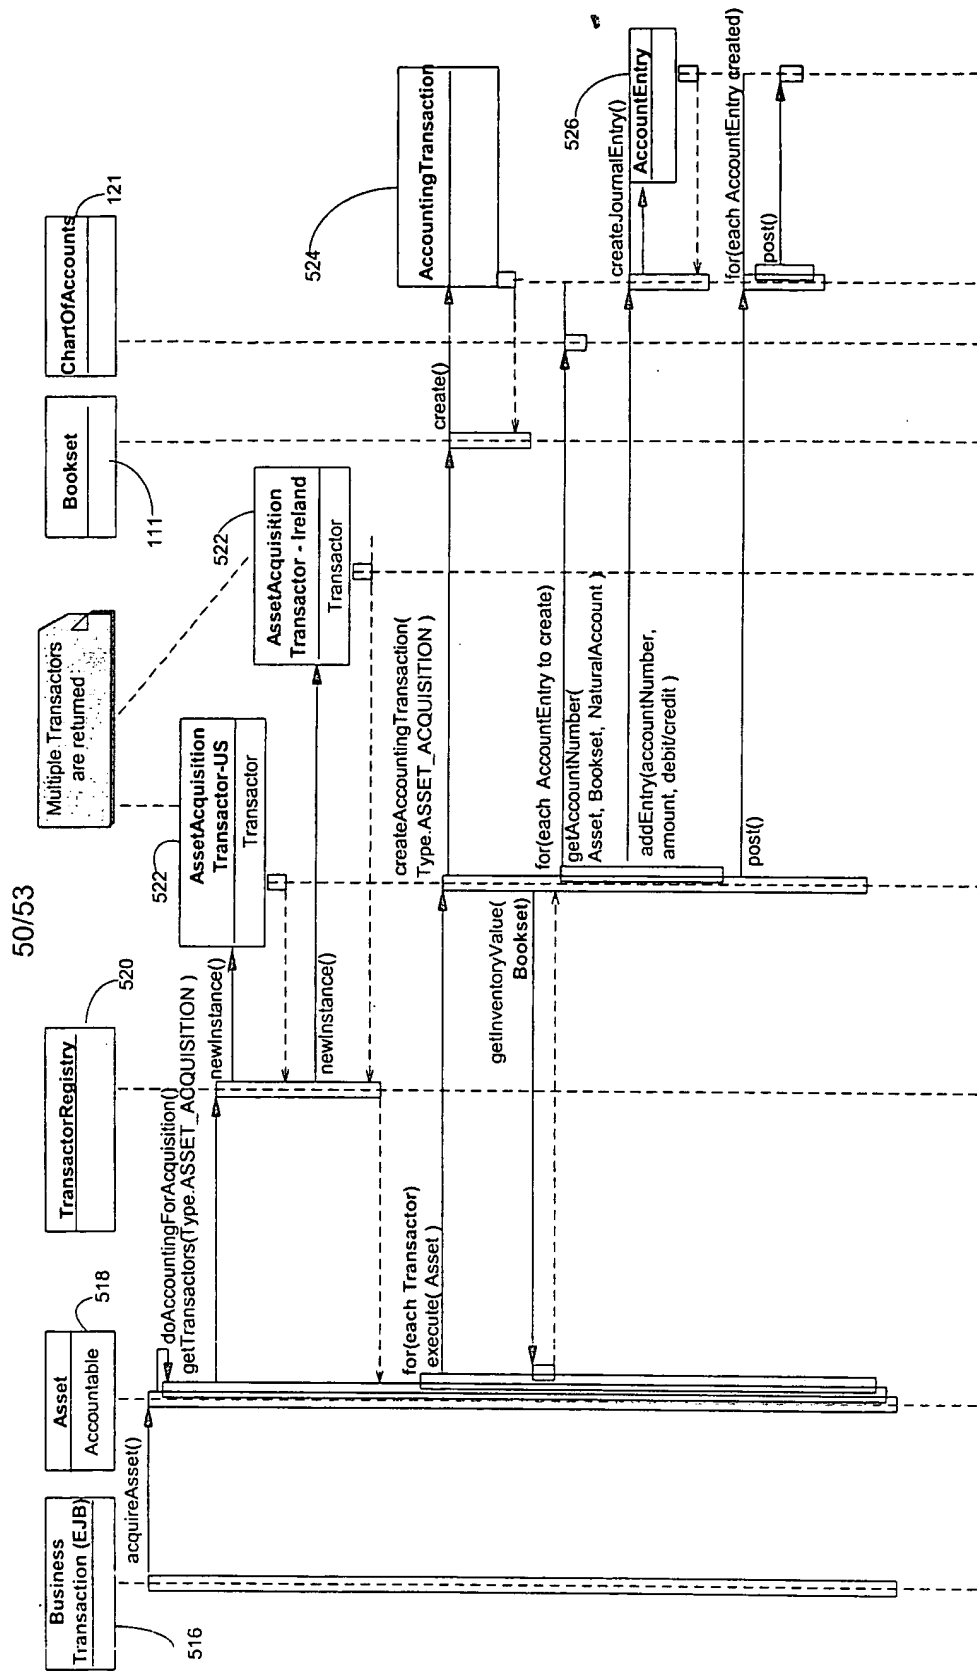 50/53
Business
Transaction (EJB)
516
Asset
Accountable
518
TransactorRegistry
520
Multiple Transactors
are returned
Bookset
111
ChartOfAccounts
121
acquireAsset()
doAccountingForAcquisition()
getTransactors(Type.ASSET_ACQUISITION )
newInstance()
522
AssetAcquisition
Transactor-US
Transactor
newInstance()
522
AssetAcquisition
Transactor - Ireland
Transactor
for(each Transactor)
execute( Asset )
createAccountingTransaction(
Type.ASSET_ACQUISITION )
create()
524
AccountingTransaction
getInventoryValue(
Bookset)
for(each AccountEntry to create)
getAccountNumber(
Asset, Bookset, NaturalAccount )
addEntry(accountNumber,
amount, debit/credit )
createJournalEntry()
526
AccountEntry
post()
for(each AccountEntry created)
post()